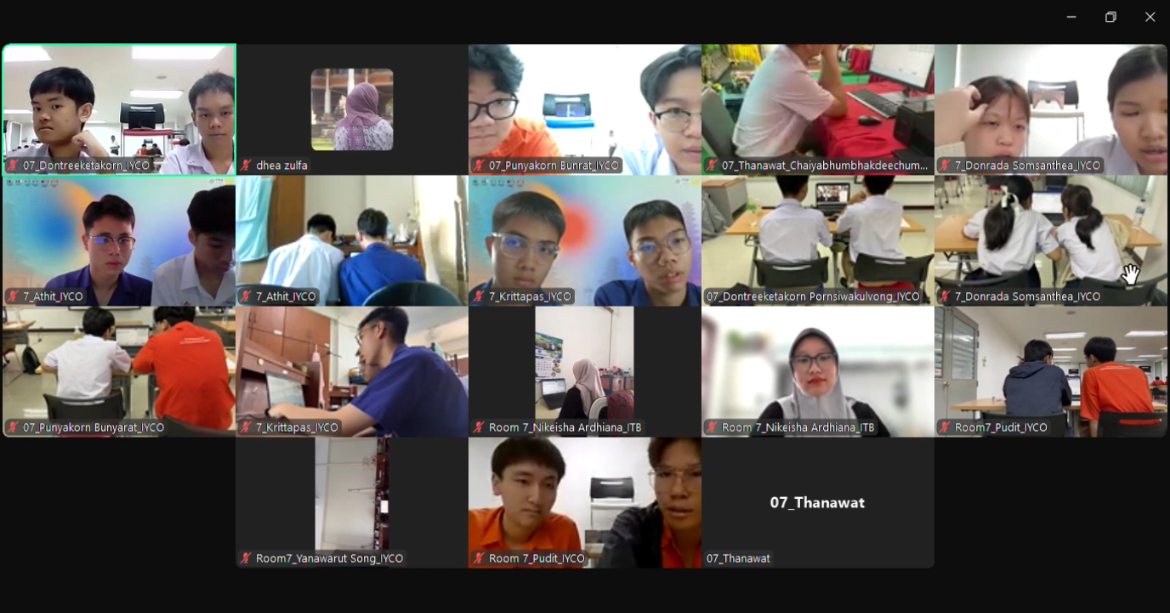 07_Dontreeketakorn_IYCO
dhea zulfa
07_Punyakorn Bunrat_IYCO
07_Thanawat_Chaiyabhumbhakdeechum...
7_Donrada Somsanthea_IYCO
7_Athit_IYCO
7_Athit_IYCO
7_Krittapas_IYCO
07_Dontreeketakorn Pornsiwakulvong_IYCO
7_Donrada Somsanthea_IYCO
07_Punyakorn Bunyarat_IYCO
7_Krittapas_IYCO
Room 7_Nikeisha Ardhiana_ITB
Room 7_Nikeisha Ardhiana_ITB
Room7_Pudit_IYCO
Room7_Yanawarut Song_IYCO
Room 7_Pudit_IYCO
07_Thanawat
07_Thanawat